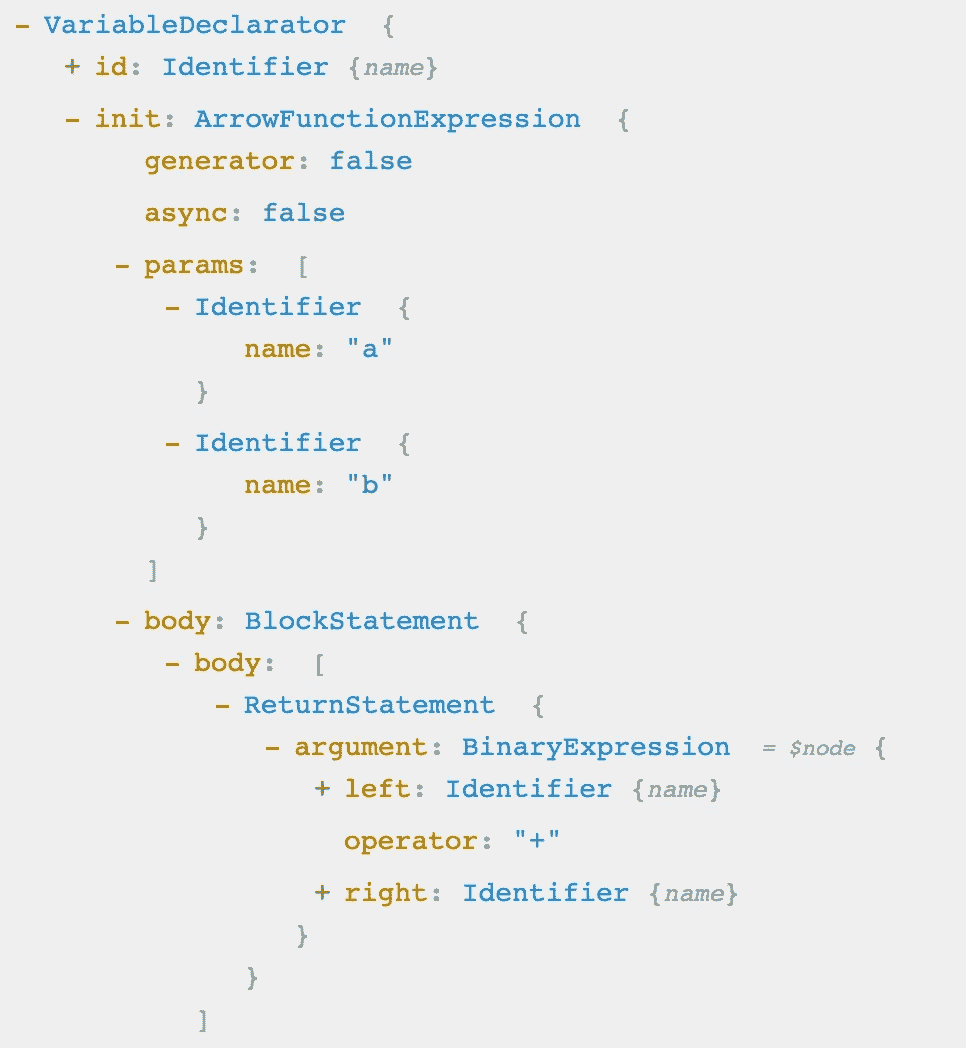 − VariableDeclarator {
+ id: Identifier {name}
− init: ArrowFunctionExpression {
generator: false
async: false
− params: [
− Identifier {
name: "a"
}
− Identifier {
name: "b"
}
]
− body: BlockStatement {
− body: [
− ReturnStatement {
− argument: BinaryExpression = $node {
+ left: Identifier {name}
operator: "+"
+ right: Identifier {name}
}
}
]